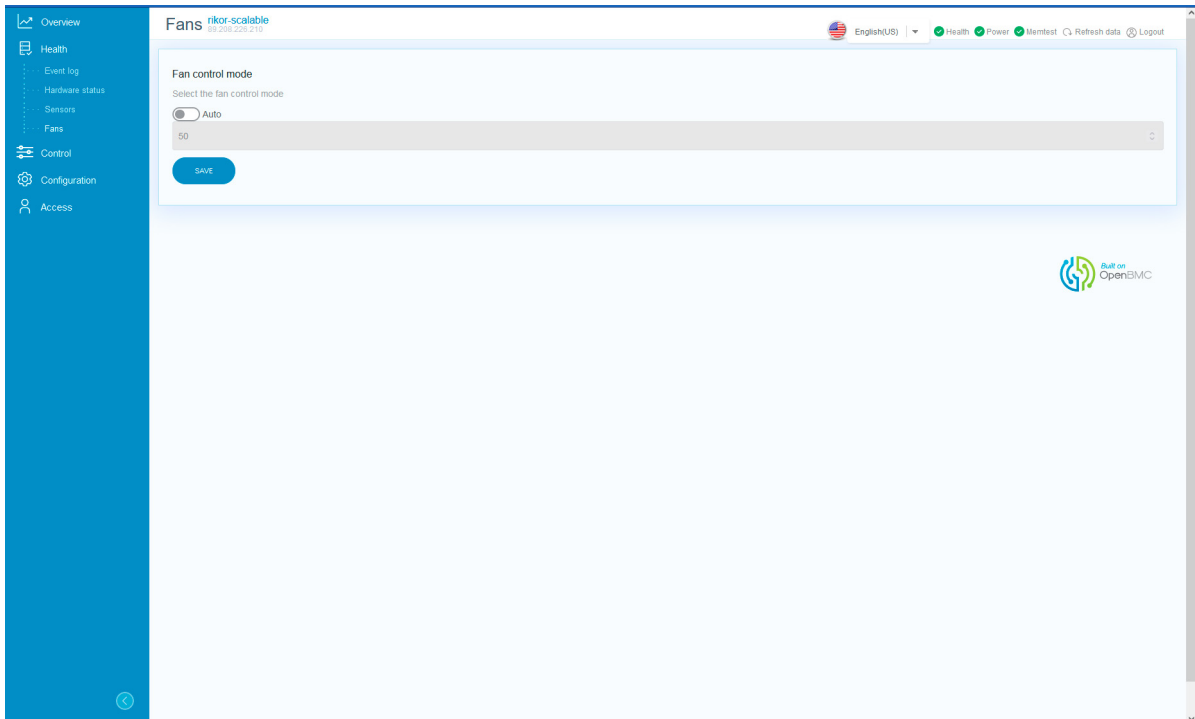 Overview
Health
Event log
Hardware status
Sensors
Fans
Control
Configuration
Access
Fans rikor-scalable
89.208.229.210
English(US)
Health Power Memtest Refresh data Logout
Fan control mode
Select the fan control mode
Auto
50
SAVE
Built on
OpenBMC